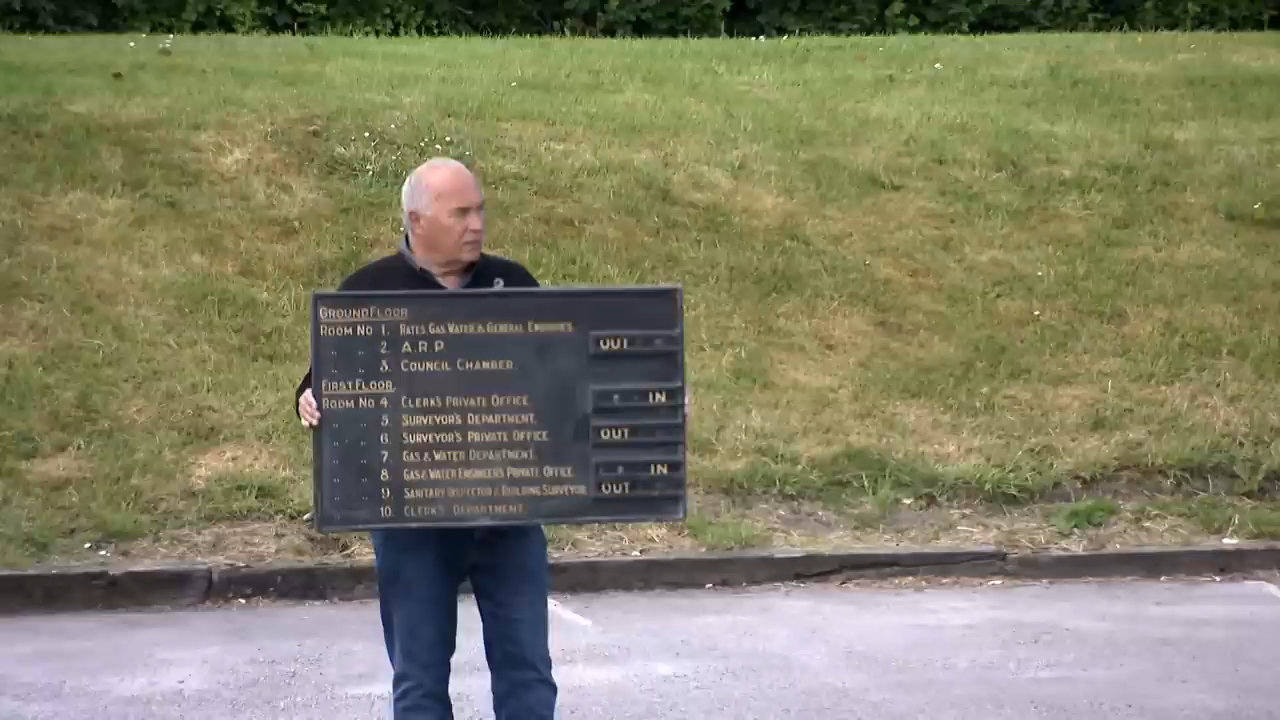 GROUND FLOOR
ROOM NO 1. RATES, GAS, WATER & GENERAL ENQUIRIES
" " 2. A.R.P. OUT
" " 3. COUNCIL CHAMBER.
FIRST FLOOR.
ROOM NO 4. CLERK'S PRIVATE OFFICE. IN
" " 5. SURVEYOR'S DEPARTMENT.
" " 6. SURVEYOR'S PRIVATE OFFICE. OUT
" " 7. GAS & WATER DEPARTMENT.
" " 8. GAS & WATER ENGINEER'S PRIVATE OFFICE. IN
" " 9. SANITARY INSPECTOR & BUILDING SURVEYOR. OUT
" " 10. CLERK'S DEPARTMENT.